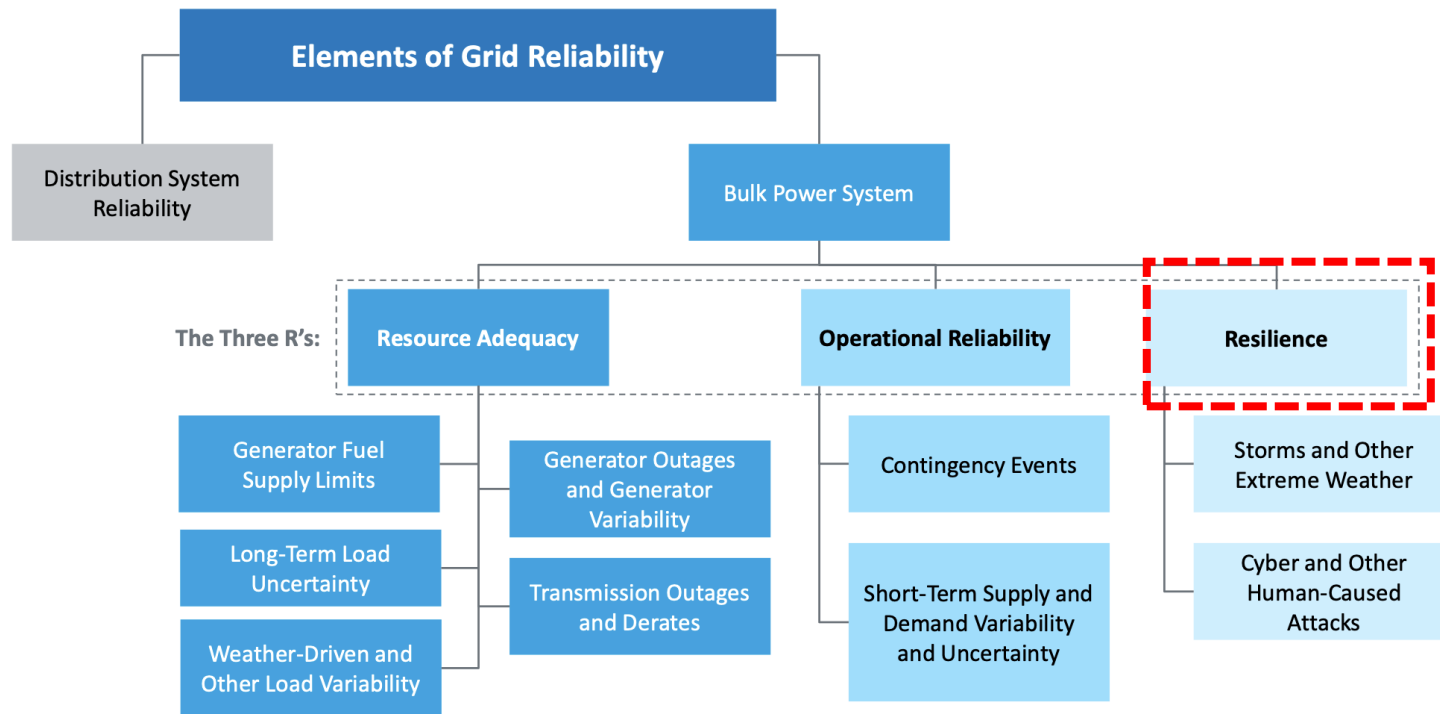 Elements of Grid Reliability
Distribution System
Reliability
Bulk Power System
The Three R’s:
Resource Adequacy
Operational Reliability
Resilience
Generator Fuel
Supply Limits
Long-Term Load
Uncertainty
Weather-Driven and
Other Load Variability
Generator Outages
and Generator
Variability
Transmission Outages
and Derates
Contingency Events
Short-Term Supply and
Demand Variability
and Uncertainty
Storms and Other
Extreme Weather
Cyber and Other
Human-Caused
Attacks